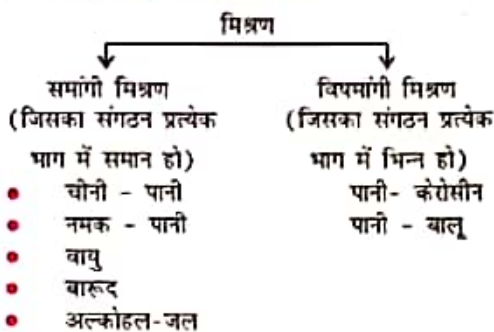 मिश्रण
समांगी मिश्रण
(जिसका संगठन प्रत्येक
भाग में समान हो)
• चीनी - पानी
• नमक - पानी
• वायु
• बारूद
• अल्कोहल-जल
विषमांगी मिश्रण
(जिसका संगठन प्रत्येक
भाग में भिन्न हो)
पानी- केरोसीन
पानी - बालू